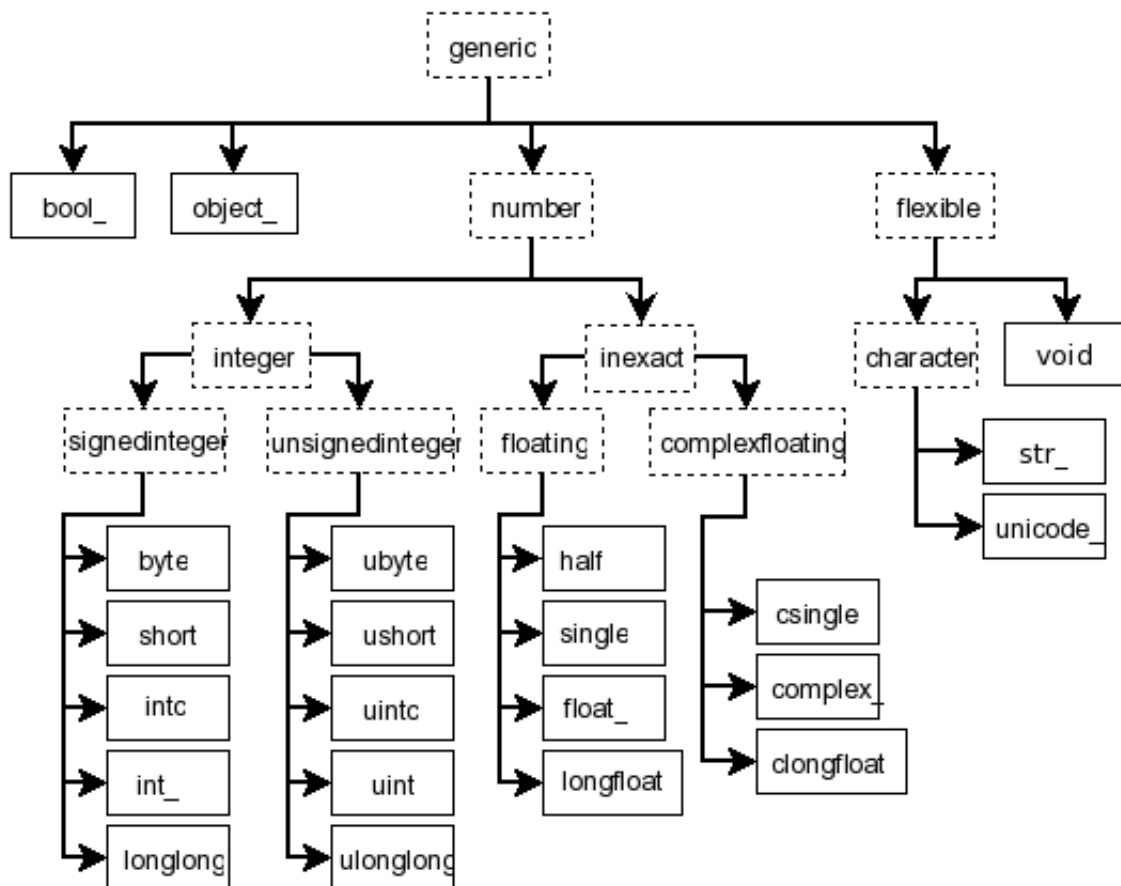 generic
bool_
object_
number
flexible
integer
inexact
character
void
signedinteger
unsignedinteger
floating
complexfloating
str_
unicode_
byte
ubyte
half
short
ushort
single
csingle
intc
uintc
float_
complex_
int_
uint
longfloat
clongfloat
longlong
ulonglong